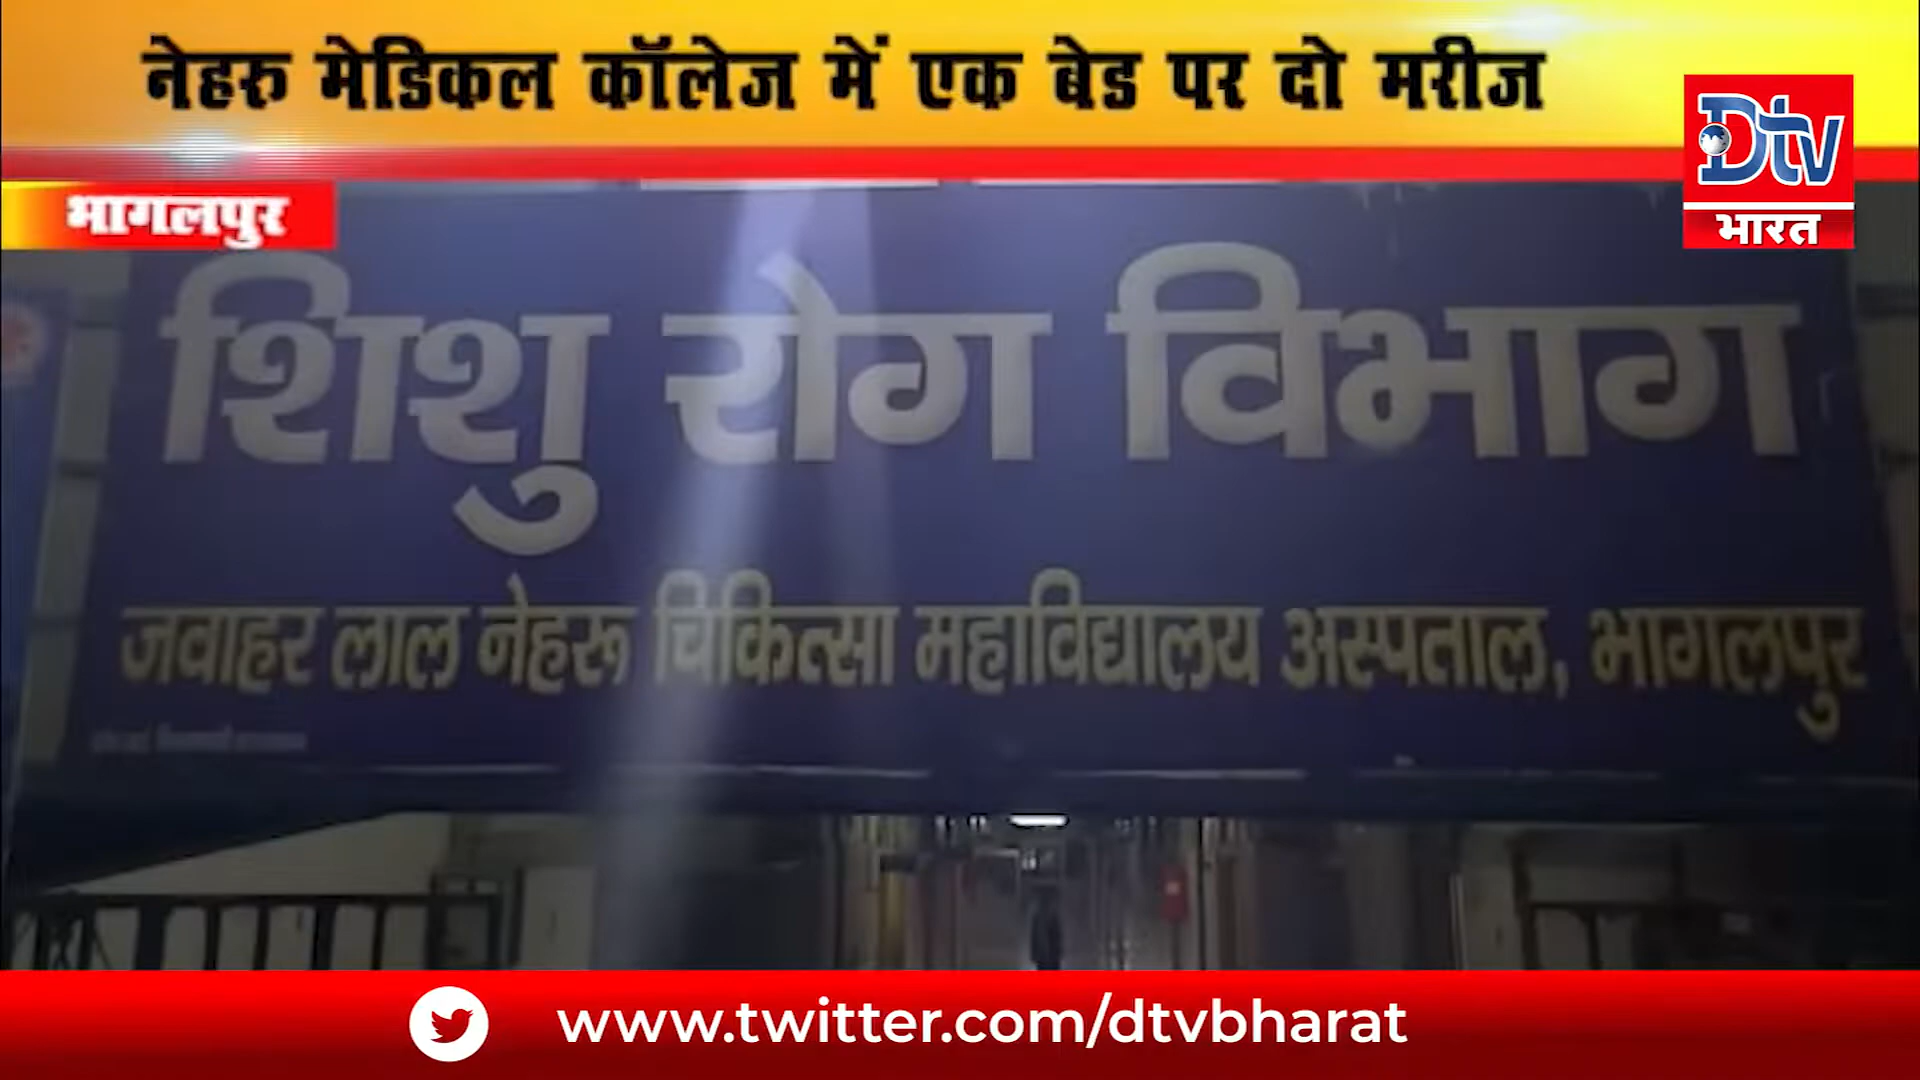 नेहरु मेडिकल कॉलेज में एक बेड पर दो मरीज
Dtv
भारत
भागलपुर
शिशु रोग विभाग
जवाहर लाल नेहरू चिकित्सा महाविद्यालय अस्पताल, भागलपुर
www.twitter.com/dtvbharat